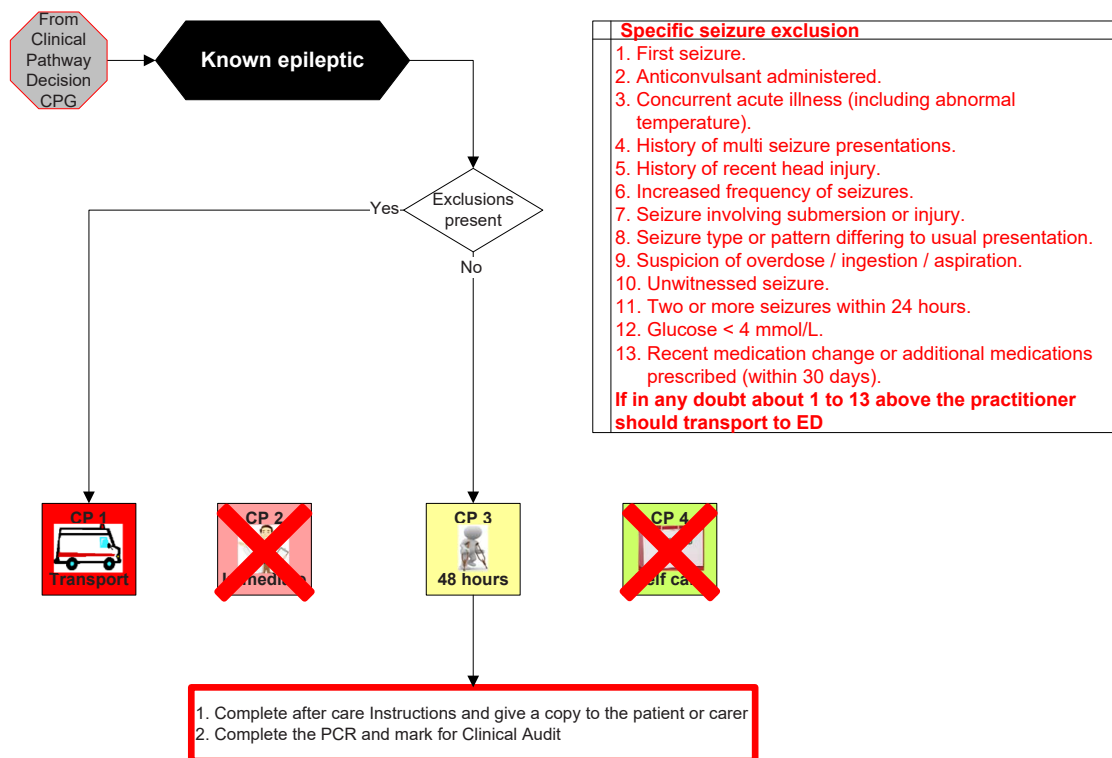 From
Clinical
Pathway
Decision
CPG
Known epileptic
Exclusions
present
Yes
No
Specific seizure exclusion
1. First seizure.
2. Anticonvulsant administered.
3. Concurrent acute illness (including abnormal
temperature).
4. History of multi seizure presentations.
5. History of recent head injury.
6. Increased frequency of seizures.
7. Seizure involving submersion or injury.
8. Seizure type or pattern differing to usual presentation.
9. Suspicion of overdose / ingestion / aspiration.
10. Unwitnessed seizure.
11. Two or more seizures within 24 hours.
12. Glucose < 4 mmol/L.
13. Recent medication change or additional medications
prescribed (within 30 days).
If in any doubt about 1 to 13 above the practitioner
should transport to ED
CP 1
Transport
CP 2
CP 3
48 hours
CP 4
1. Complete after care Instructions and give a copy to the patient or carer
2. Complete the PCR and mark for Clinical Audit